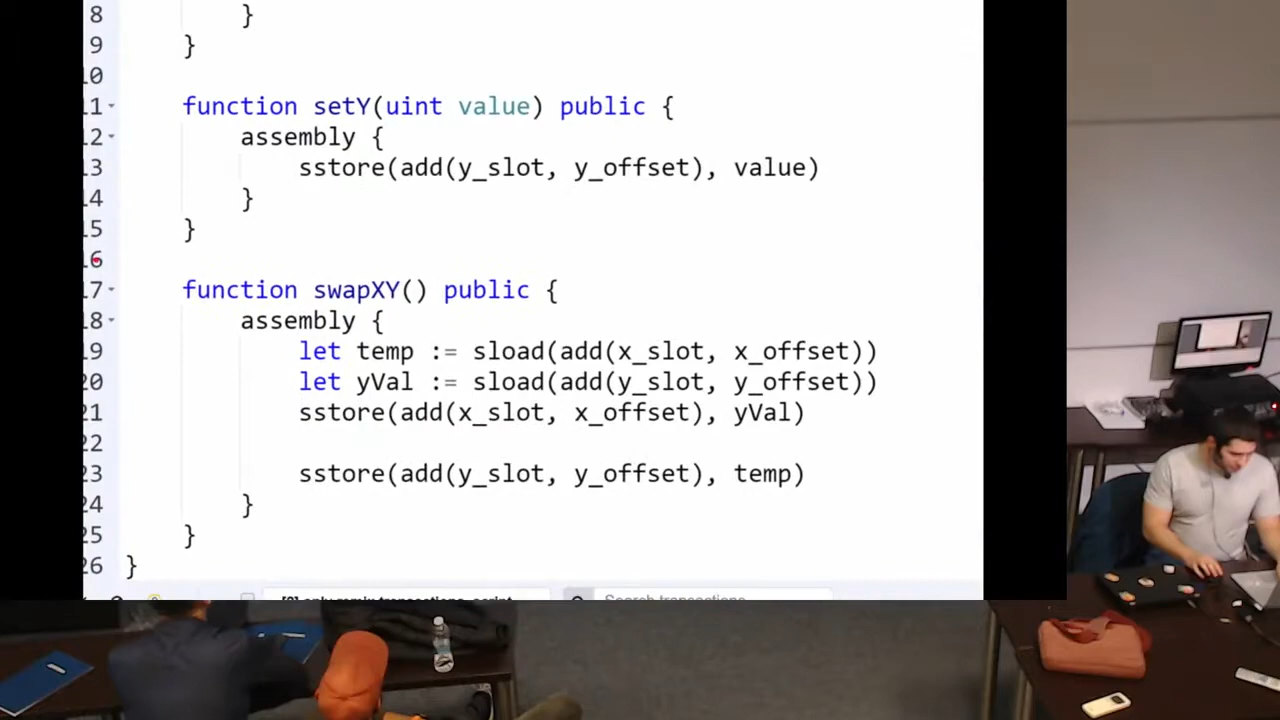 8 }
9 }
10
11 function setY(uint value) public {
12 assembly {
13 sstore(add(y_slot, y_offset), value)
14 }
15 }
16
17 function swapXY() public {
18 assembly {
19 let temp := sload(add(x_slot, x_offset))
20 let yVal := sload(add(y_slot, y_offset))
21 sstore(add(x_slot, x_offset), yVal)
22
23 sstore(add(y_slot, y_offset), temp)
24 }
25 }
26 }